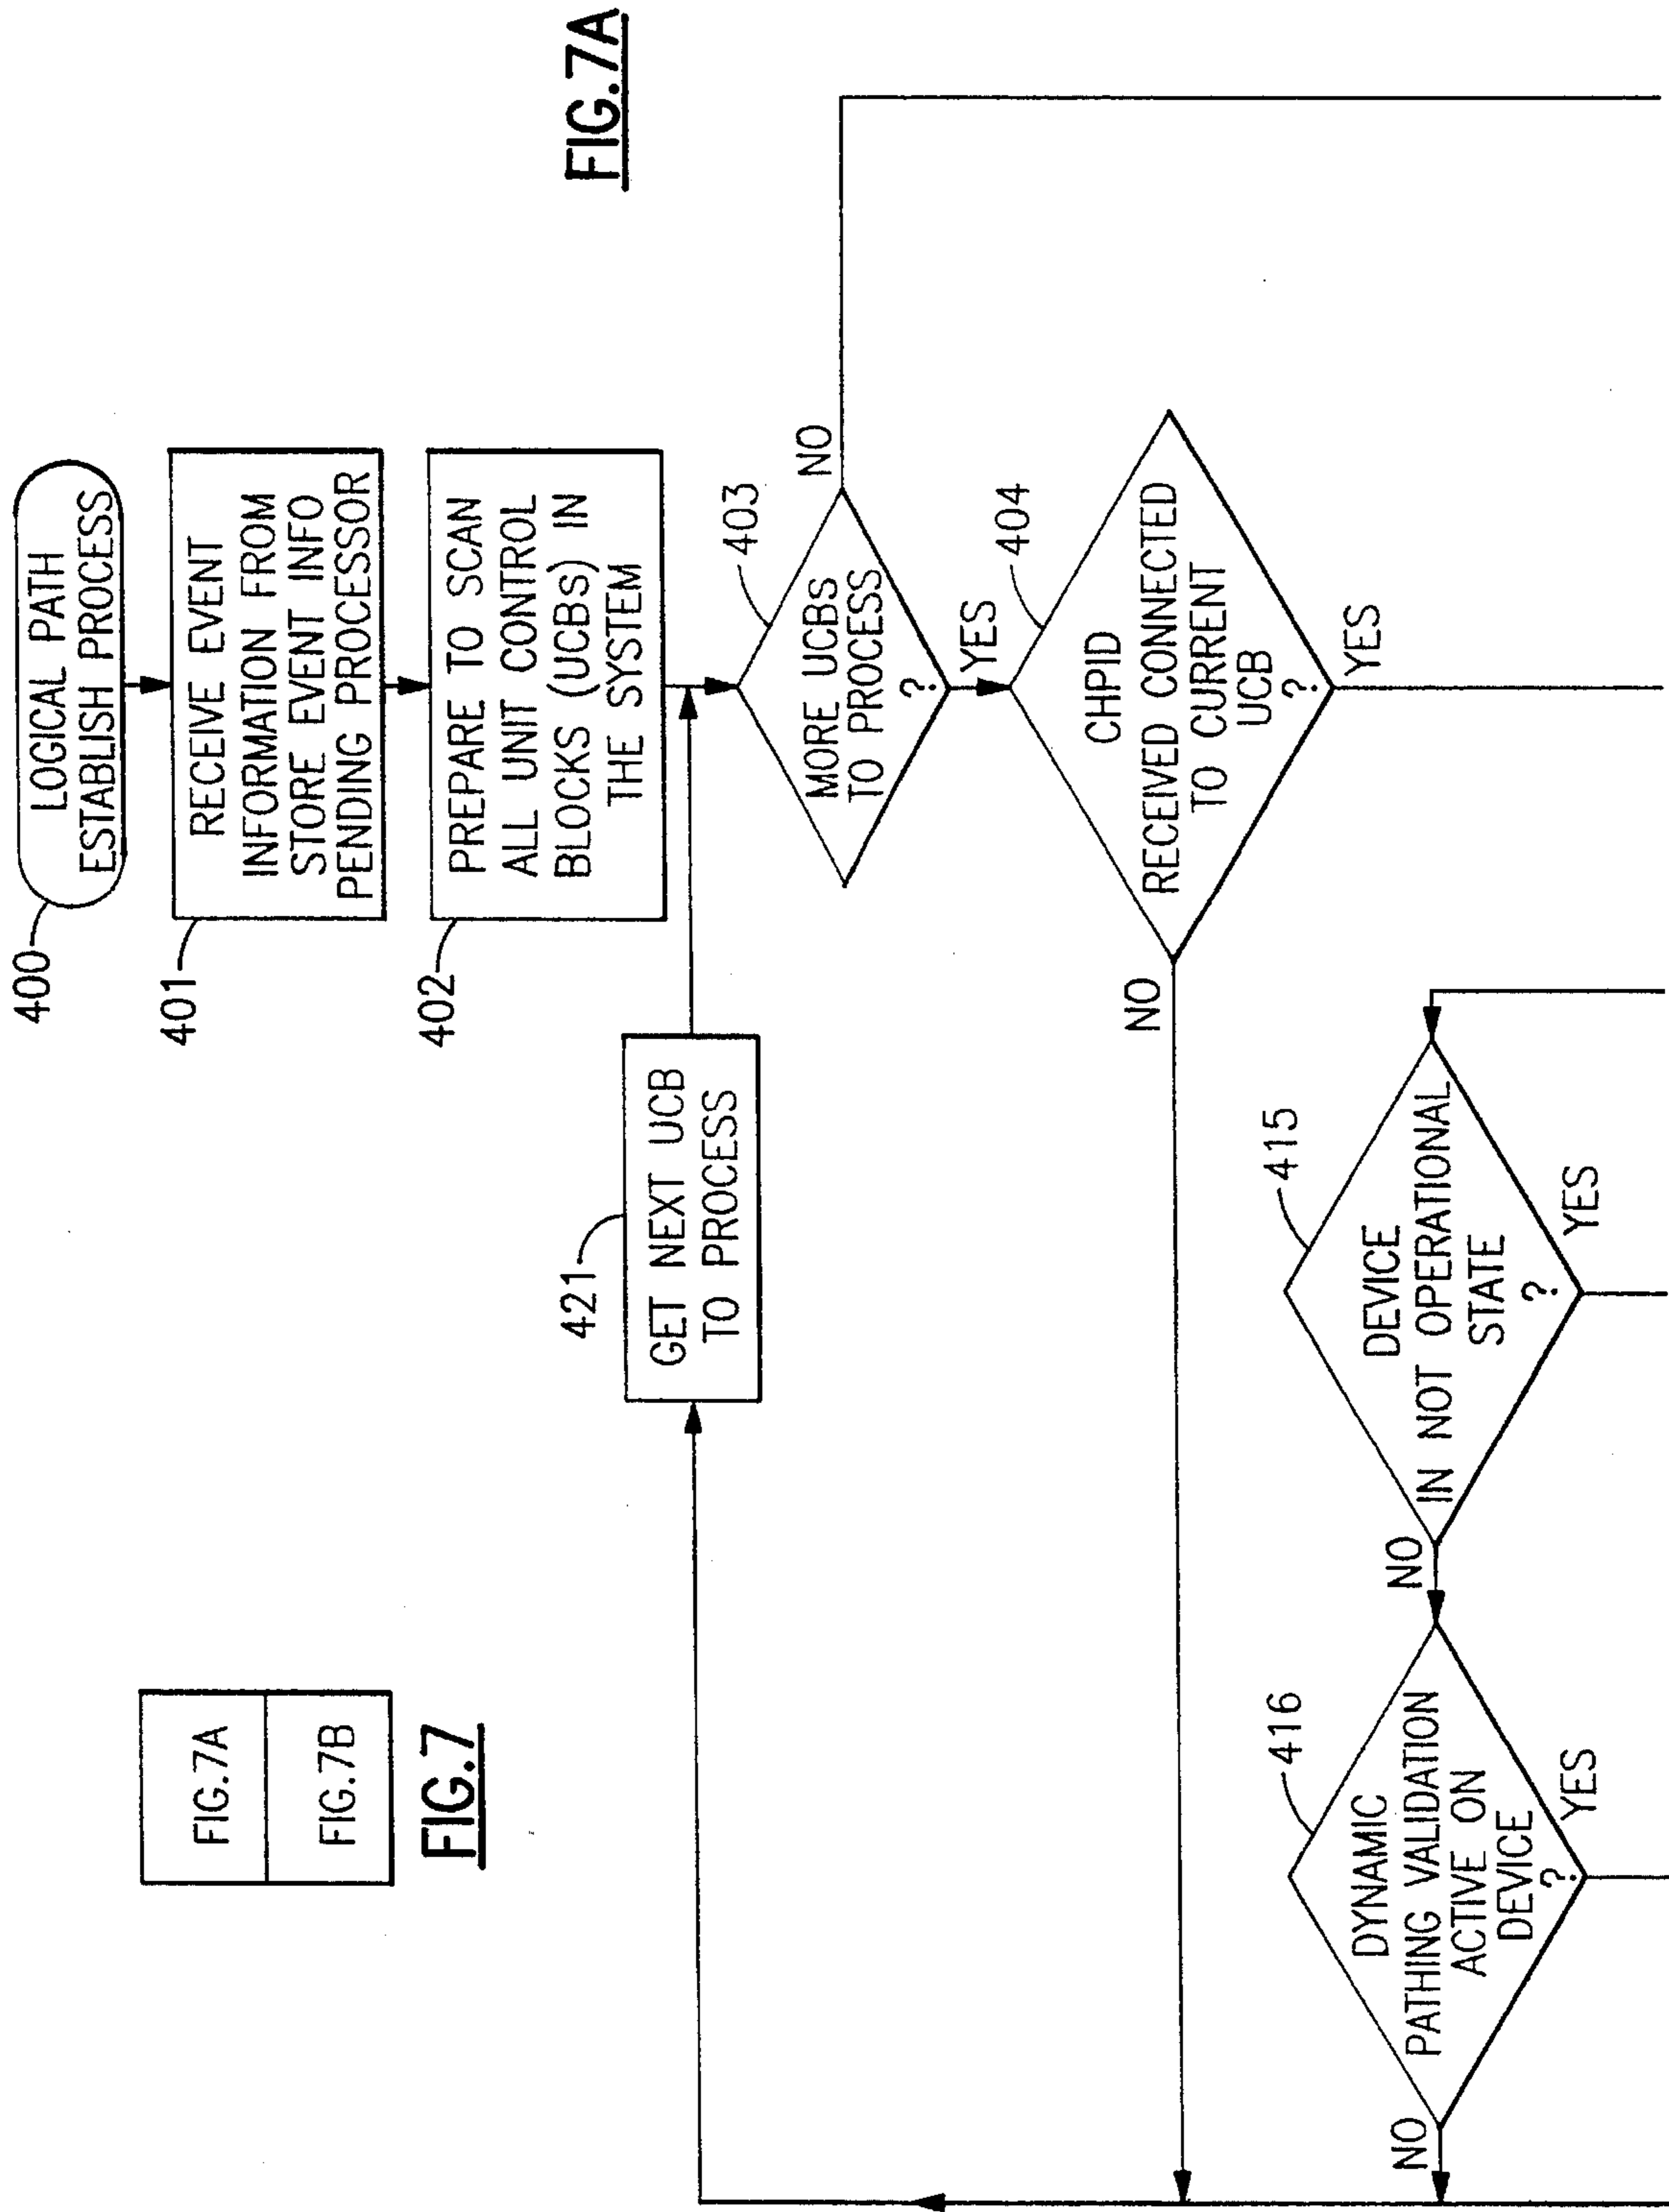 LOGICAL PATH
ESTABLISH PROCESS
400
RECEIVE EVENT
INFORMATION FROM
STORE EVENT INFO
PENDING PROCESSOR
401
PREPARE TO SCAN
ALL UNIT CONTROL
BLOCKS (UCBs) IN
THE SYSTEM
402
GET NEXT UCB
TO PROCESS
421
MORE UCBs
TO PROCESS
?
403
NO
YES
CHPID
RECEIVED CONNECTED
TO CURRENT
UCB
?
404
NO
YES
DEVICE
IN NOT OPERATIONAL
STATE
?
415
NO
YES
DYNAMIC
PATHING VALIDATION
ACTIVE ON
DEVICE
?
416
NO
YES
FIG.7A
FIG.7B
FIG.7
FIG.7A